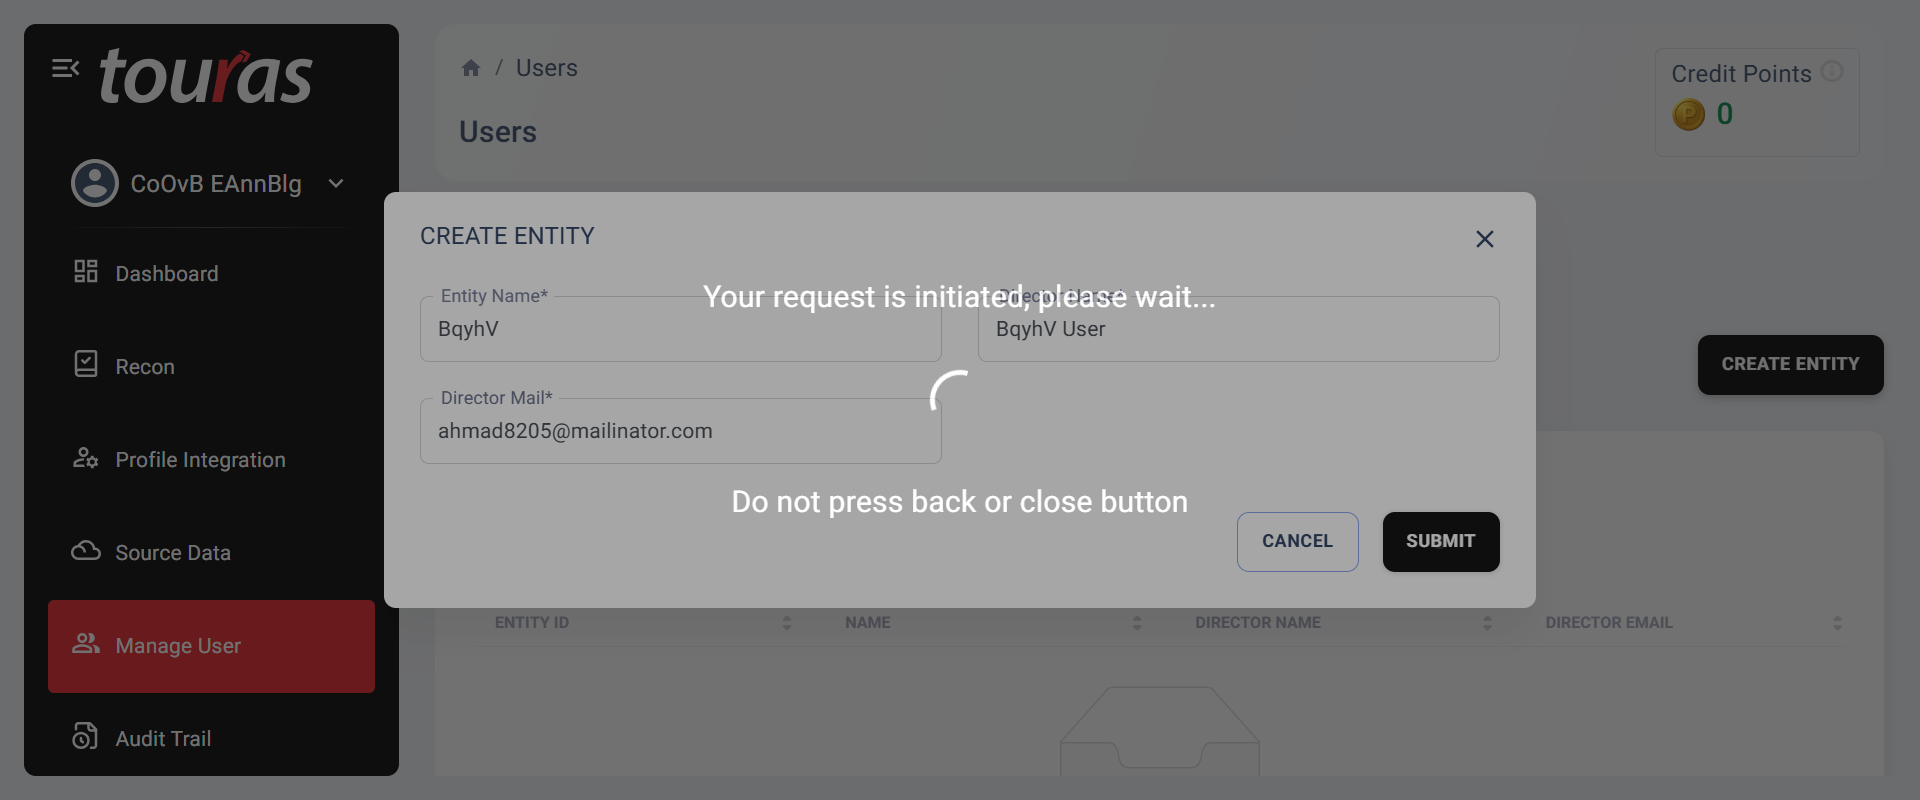 touras
/ Users
Users
Credit Points
P 0
CoOvB EAnnBlg
Dashboard
Recon
Profile Integration
Source Data
Manage User
Audit Trail
CREATE ENTITY
Your request is initiated, please wait...
Entity Name*
Director Name*
BqyhV
BqyhV User
Director Mail*
ahmad8205@mailinator.com
Do not press back or close button
CANCEL
SUBMIT
CREATE ENTITY
ENTITY ID
NAME
DIRECTOR NAME
DIRECTOR EMAIL